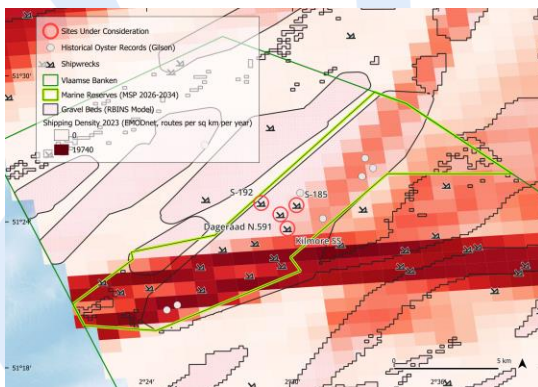 Sites Under Consideration
Historical Oyster Records (Gilson)
Shipwrecks
Vlaamse Banken
Marine Reserves (MSP 2026-2034)
Gravel Beds (RBINS Model)
Shipping Density 2023 (EMODnet, routes per sq km per year)
0
19740
51°30'
51°24'
51°18'
S-192
S-185
Dageraad N.591
Kilmore SS
2°24'
0
5 km